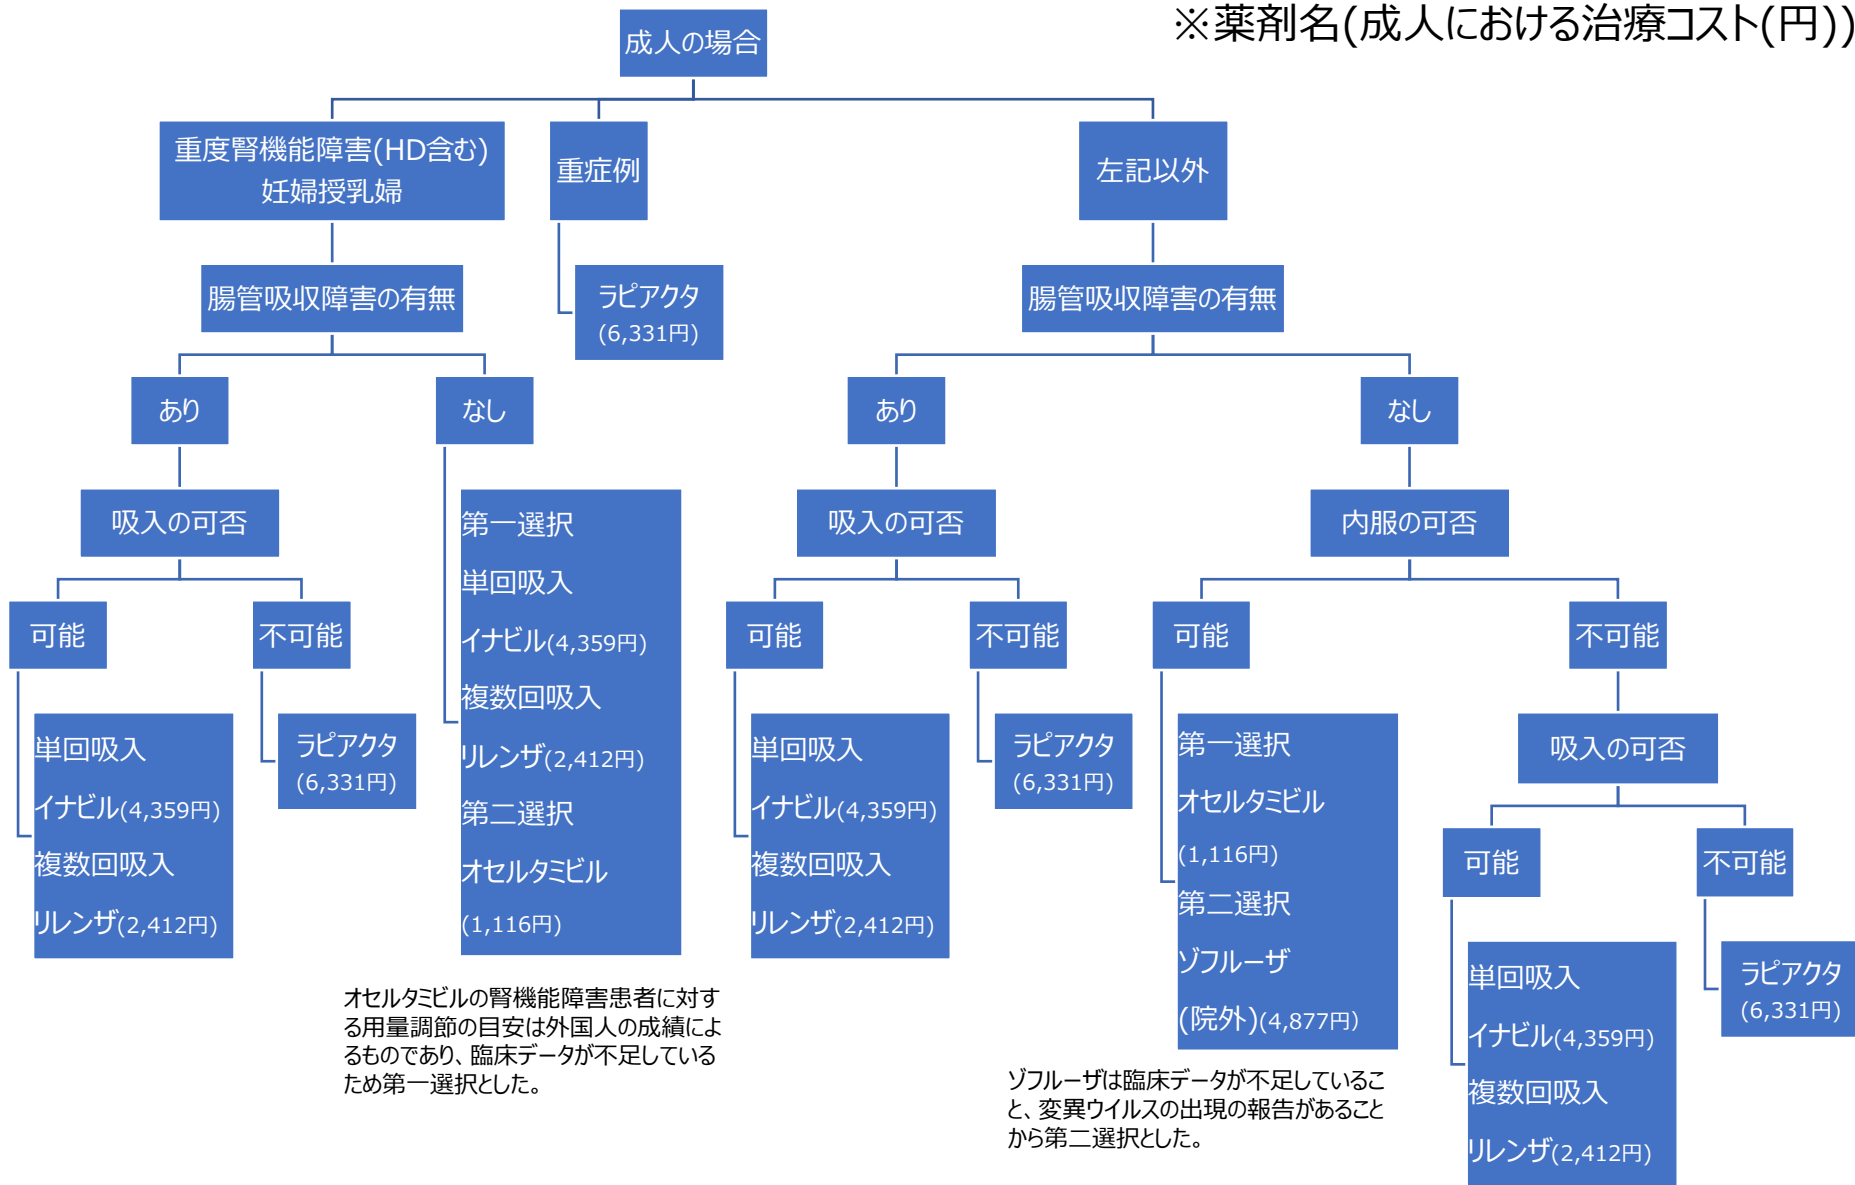 ※薬剤名(成人における治療コスト(円))
成人の場合
重度腎機能障害(HD含む)
妊婦授乳婦
重症例
左記以外
腸管吸収障害の有無
ラピアクタ
(6,331円)
腸管吸収障害の有無
あり
なし
あり
なし
吸入の可否
第一選択
単回吸入
イナビル(4,359円)
複数回吸入
リレンザ(2,412円)
第二選択
オセルタミビル
(1,116円)
吸入の可否
内服の可否
可能
不可能
可能
不可能
可能
不可能
単回吸入
イナビル(4,359円)
複数回吸入
リレンザ(2,412円)
ラピアクタ
(6,331円)
単回吸入
イナビル(4,359円)
複数回吸入
リレンザ(2,412円)
ラピアクタ
(6,331円)
第一選択
オセルタミビル
(1,116円)
第二選択
ゾフルーザ
(院外)(4,877円)
吸入の可否
可能
不可能
単回吸入
イナビル(4,359円)
複数回吸入
リレンザ(2,412円)
ラピアクタ
(6,331円)
オセルタミビルの腎機能障害患者に対す
る用量調節の目安は外国人の成績によ
るものであり、臨床データが不足している
ため第一選択とした。
ゾフルーザは臨床データが不足しているこ
と、変異ウイルスの出現の報告があること
から第二選択とした。